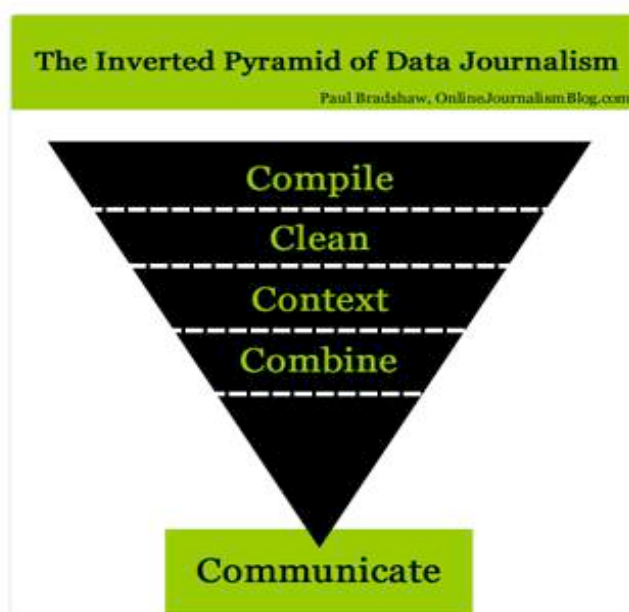 The Inverted Pyramid of Data Journalism
Paul Bradshaw, OnlineJournalismBlog.com
Compile
Clean
Context
Combine
Communicate